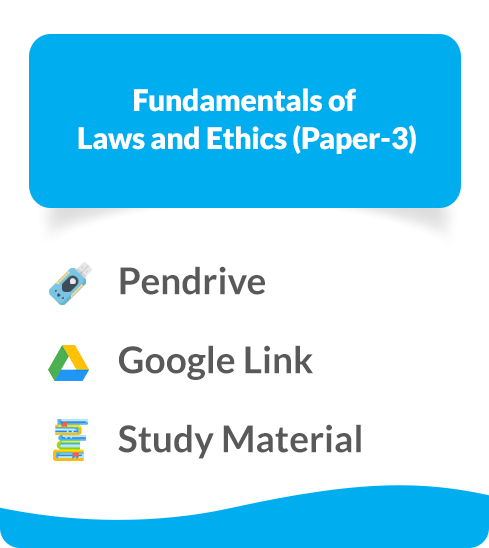 Fundamentals of
Laws and Ethics (Paper-3)
Pendrive
Google Link
Study Material